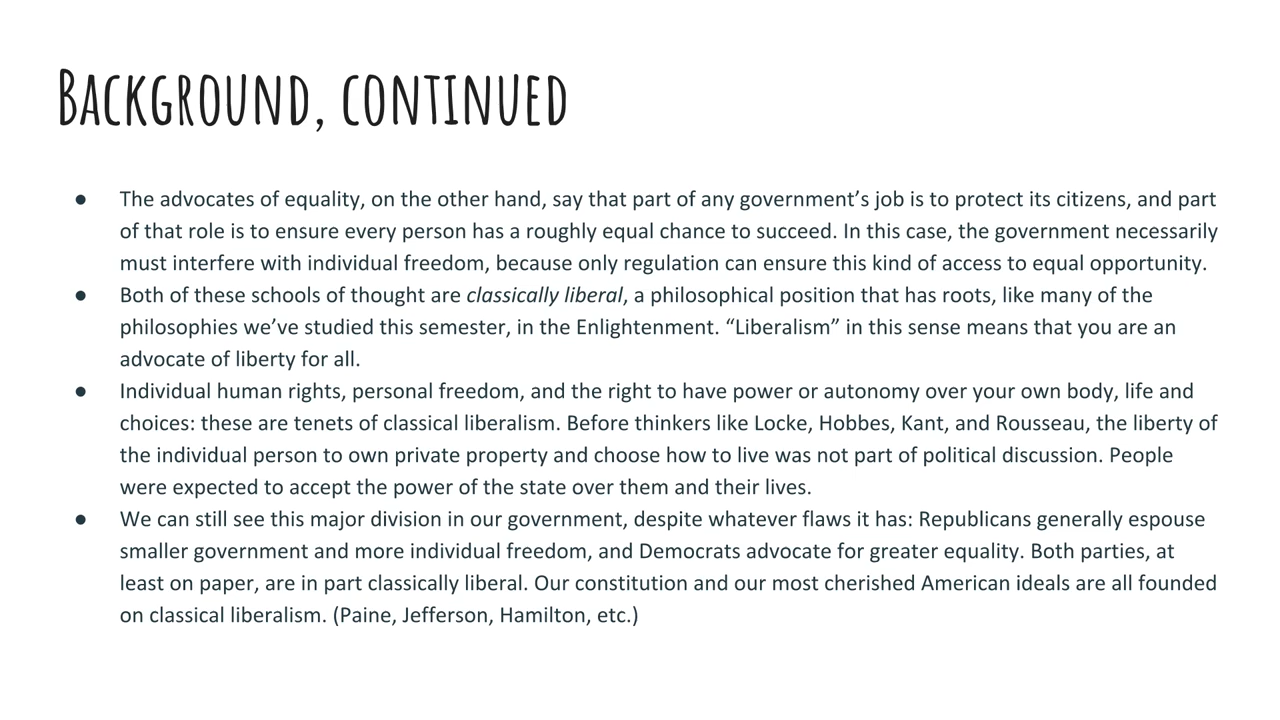 Background, continued
● The advocates of equality, on the other hand, say that part of any government’s job is to protect its citizens, and part
of that role is to ensure every person has a roughly equal chance to succeed. In this case, the government necessarily
must interfere with individual freedom, because only regulation can ensure this kind of access to equal opportunity.
● Both of these schools of thought are classically liberal, a philosophical position that has roots, like many of the
philosophies we’ve studied this semester, in the Enlightenment. “Liberalism” in this sense means that you are an
advocate of liberty for all.
● Individual human rights, personal freedom, and the right to have power or autonomy over your own body, life and
choices: these are tenets of classical liberalism. Before thinkers like Locke, Hobbes, Kant, and Rousseau, the liberty of
the individual person to own private property and choose how to live was not part of political discussion. People
were expected to accept the power of the state over them and their lives.
● We can still see this major division in our government, despite whatever flaws it has: Republicans generally espouse
smaller government and more individual freedom, and Democrats advocate for greater equality. Both parties, at
least on paper, are in part classically liberal. Our constitution and our most cherished American ideals are all founded
on classical liberalism. (Paine, Jefferson, Hamilton, etc.)